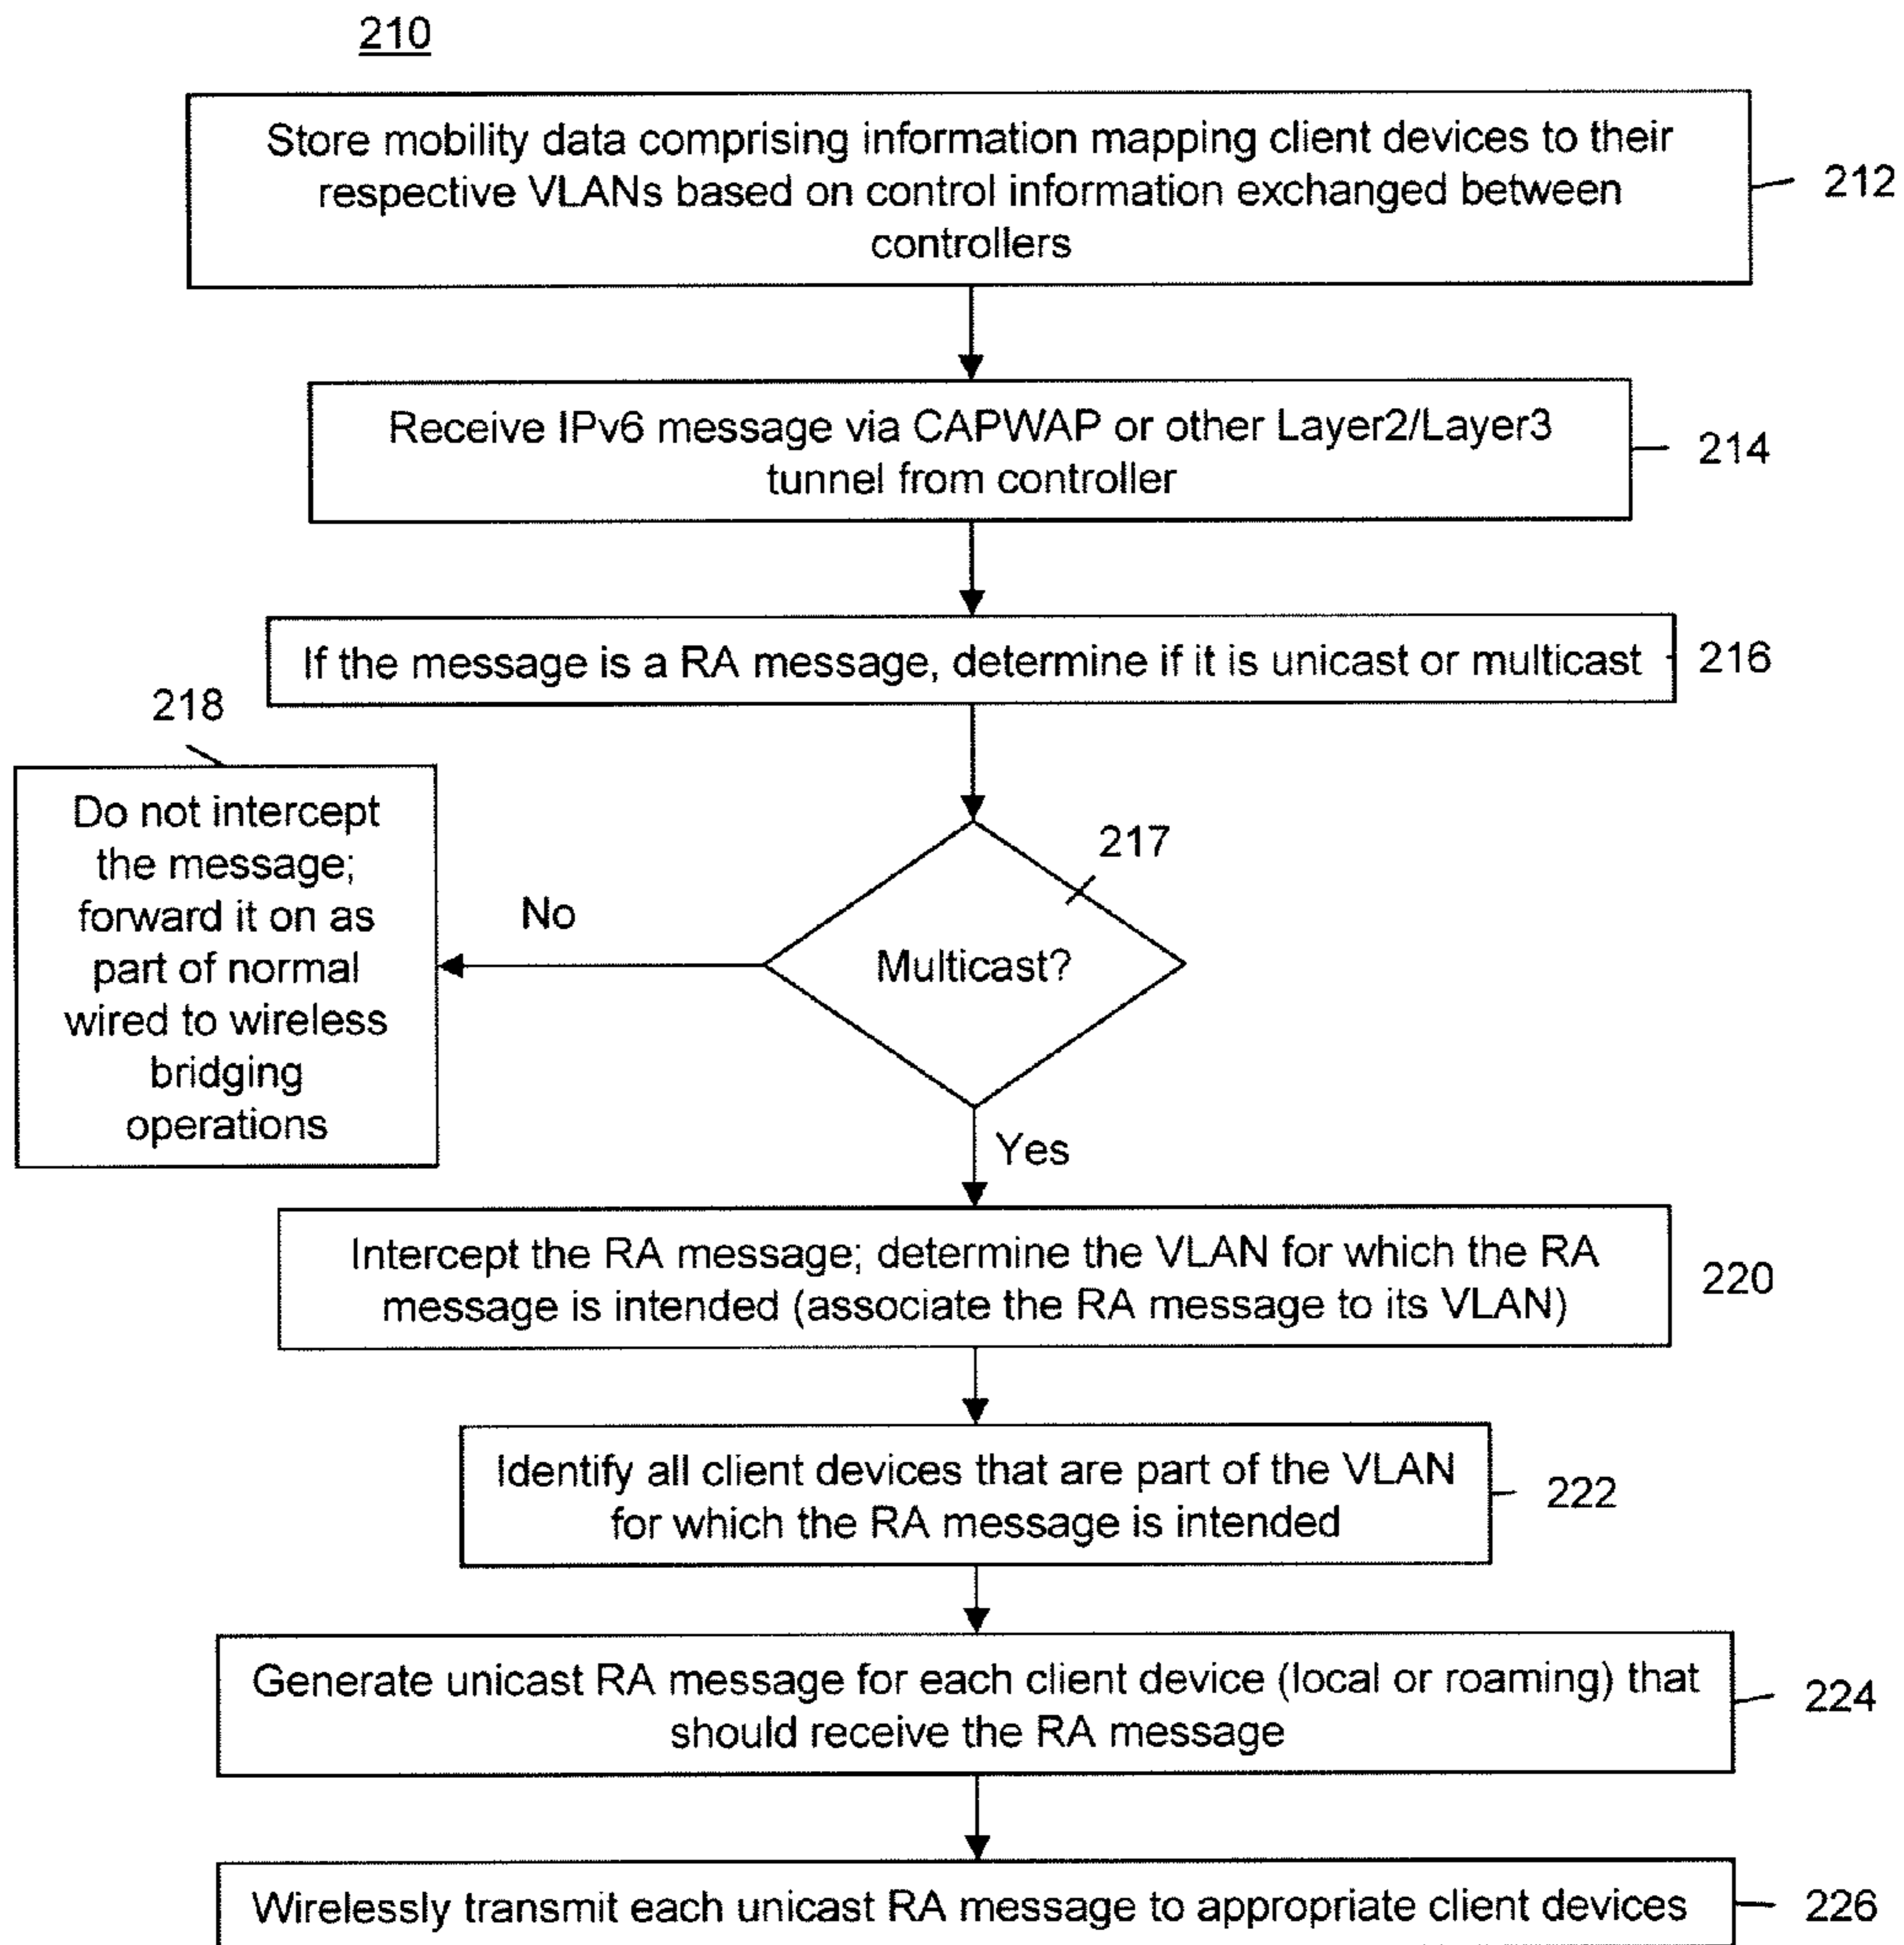 210
Store mobility data comprising information mapping client devices to their
respective VLANs based on control information exchanged between
controllers
212
Receive IPv6 message via CAPWAP or other Layer2/Layer3
tunnel from controller
214
If the message is a RA message, determine if it is unicast or multicast
216
218
Do not intercept
the message;
forward it on as
part of normal
wired to wireless
bridging
operations
No
217
Multicast?
Yes
Intercept the RA message; determine the VLAN for which the RA
message is intended (associate the RA message to its VLAN)
220
Identify all client devices that are part of the VLAN
for which the RA message is intended
222
Generate unicast RA message for each client device (local or roaming) that
should receive the RA message
224
Wirelessly transmit each unicast RA message to appropriate client devices
226